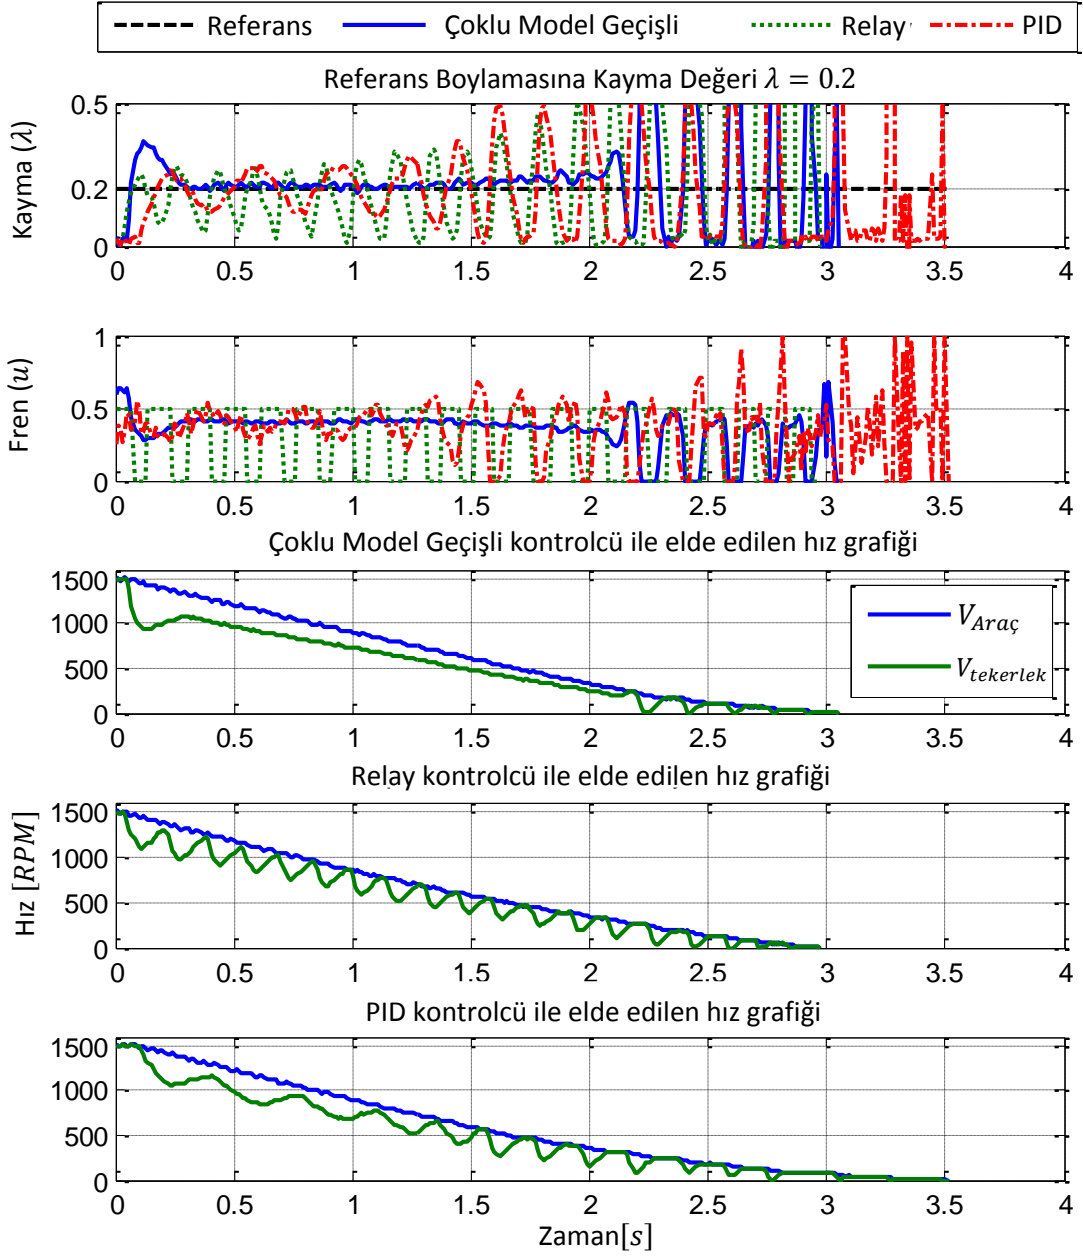 Referans Çoklu Model Geçişli Relay PID
Referans Boylamasına Kayma Değeri λ = 0.2
Kayma (λ)
0.5
0.2
0
0 0.5 1 1.5 2 2.5 3 3.5 4
Fren (u)
1
0.5
0
0 0.5 1 1.5 2 2.5 3 3.5 4
Çoklu Model Geçişli kontrolcü ile elde edilen hız grafiği
1500
1000
500
0
V_Araç
V_tekerlek
0 0.5 1 1.5 2 2.5 3 3.5 4
Relay kontrolcü ile elde edilen hız grafiği
Hız [RPM]
1500
1000
500
0
0 0.5 1 1.5 2 2.5 3 3.5 4
PID kontrolcü ile elde edilen hız grafiği
1500
1000
500
0
0 0.5 1 1.5 2 2.5 3 3.5 4
Zaman[s]